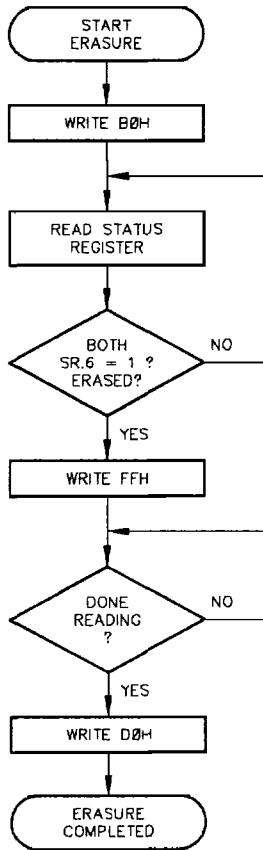 START
ERASURE
WRITE BØH
READ STATUS
REGISTER
BOTH
SR.6 = 1 ?
ERASED?
NO
YES
WRITE FFH
DONE
READING
?
NO
YES
WRITE DØH
ERASURE
COMPLETED